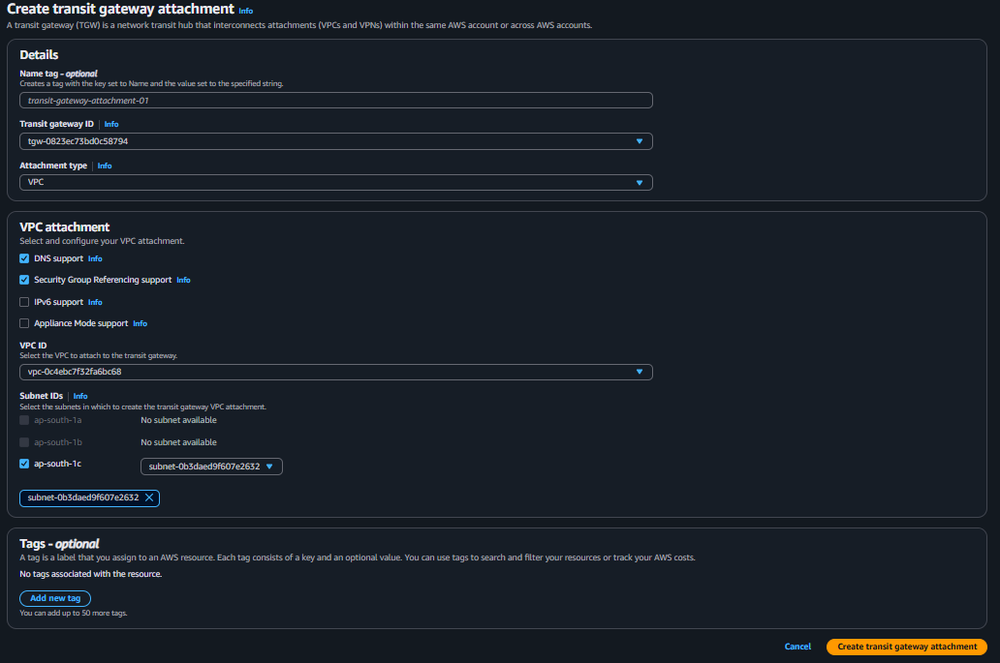 Create transit gateway attachment Info
A transit gateway (TGW) is a network transit hub that interconnects attachments (VPCs and VPNs) within the same AWS account or across AWS accounts.
Details
Name tag - optional
Creates a tag with the key set to Name and the value set to the specified string.
transit-gateway-attachment-01
Transit gateway ID | Info
tgw-0823ec73bd0c58794
Attachment type | Info
VPC
VPC attachment
Select and configure your VPC attachment.
DNS support Info
Security Group Referencing support Info
IPv6 support Info
Appliance Mode support Info
VPC ID
Select the VPC to attach to the transit gateway.
vpc-0c4ebc7f32fa6bc68
Subnet IDs | Info
Select the subnets in which to create the transit gateway VPC attachment.
ap-south-1a No subnet available
ap-south-1b No subnet available
ap-south-1c subnet-0b3daed9f607e2632
subnet-0b3daed9f607e2632
Tags - optional
A tag is a label that you assign to an AWS resource. Each tag consists of a key and an optional value. You can use tags to search and filter your resources or track your AWS costs.
No tags associated with the resource.
Add new tag
You can add up to 50 more tags.
Cancel Create transit gateway attachment